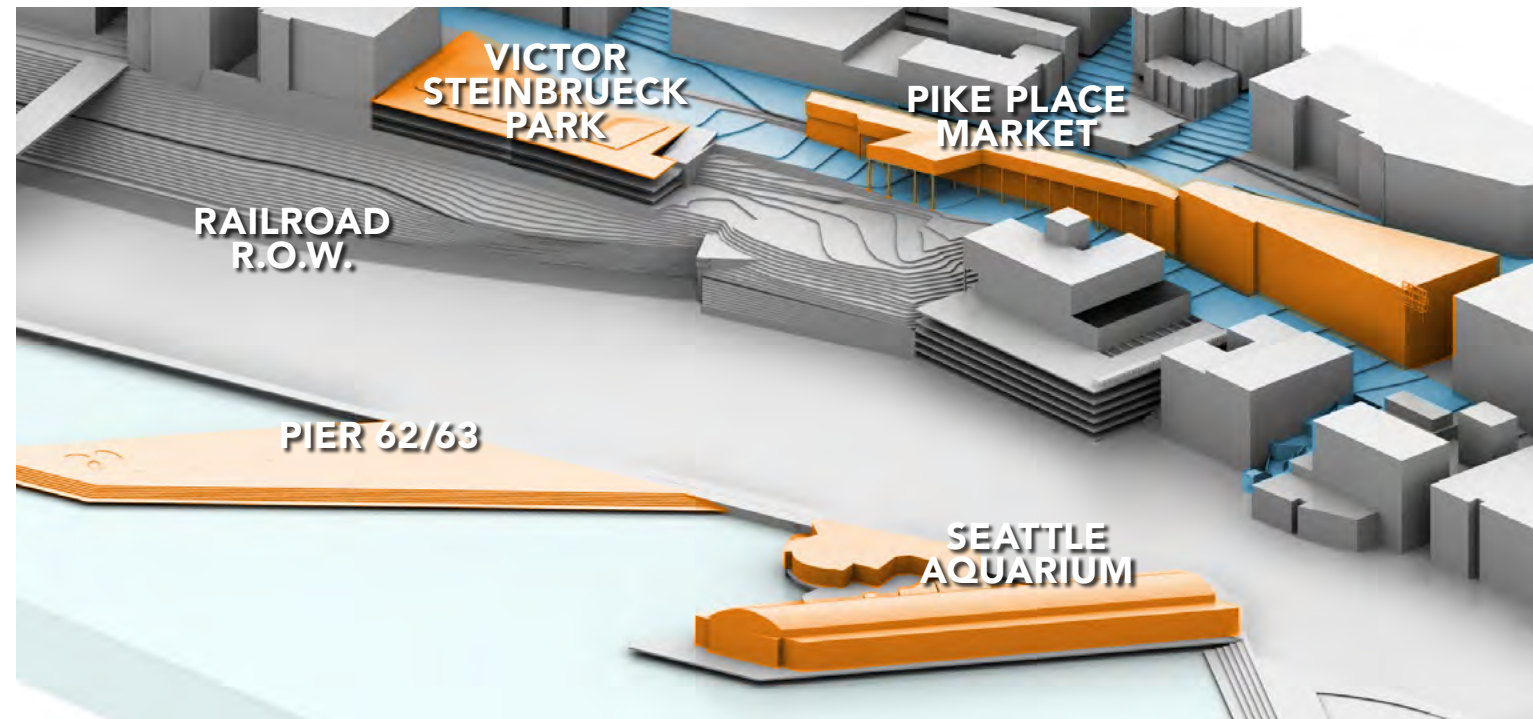 VICTOR
STEINBRUECK
PARK
PIKE PLACE
MARKET
RAILROAD
R.O.W.
PIER 62/63
SEATTLE
AQUARIUM